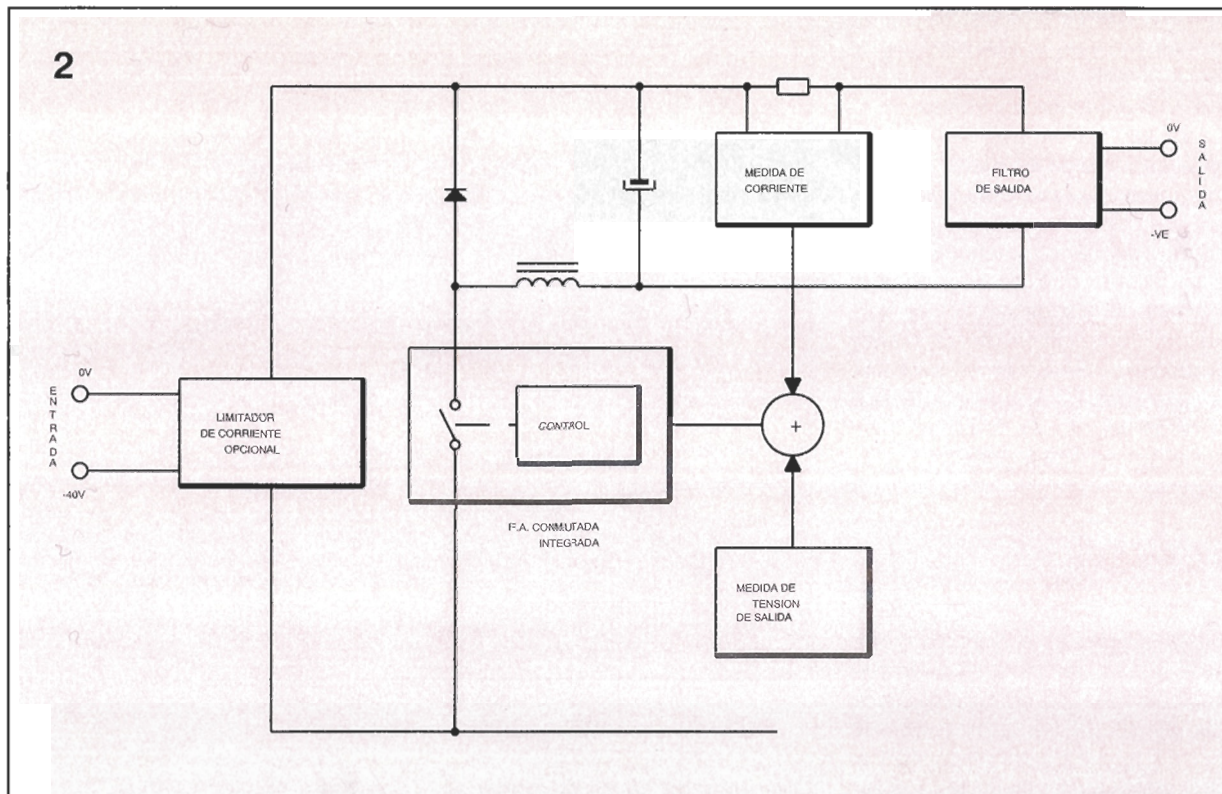 2
MEDIDA DE
CORRIENTE
FILTRO
DE SALIDA
0V
-VE
SALIDA
0V
ENTRADA
-40V
LIMITADOR
DE CORRIENTE
OPCIONAL
CONTROL
+
F.A. CONMUTADA
INTEGRADA
MEDIDA DE
TENSION
DE SALIDA